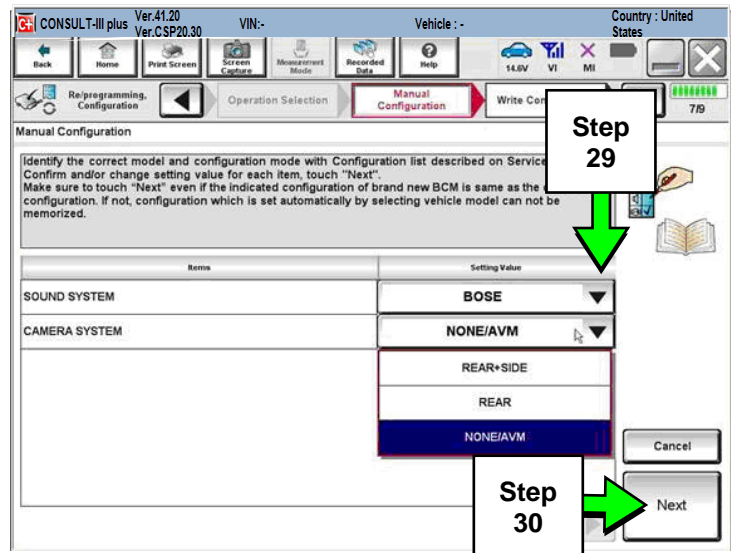 CONSULT-III plus Ver.41.20 VIN:- Vehicle : - Country : United
Ver.CSP20.30 States
Back Home Print Screen Screen Capture Measurement Mode Recorded Data Help 14.6V VI MI
Re/programming, Configuration Operation Selection Manual Configuration Write 7/9
Manual Configuration
Step
29
Identify the correct model and configuration mode with Configuration list described on Service
Confirm and/or change setting value for each item, touch "Next".
Make sure to touch "Next" even if the indicated configuration of brand new BCM is same as the
configuration. If not, configuration which is set automatically by selecting vehicle model can not be
memorized.
Items Setting Value
SOUND SYSTEM BOSE
CAMERA SYSTEM NONE/AVM
REAR+SIDE
REAR
NONE/AVM
Cancel
Step
30
Next